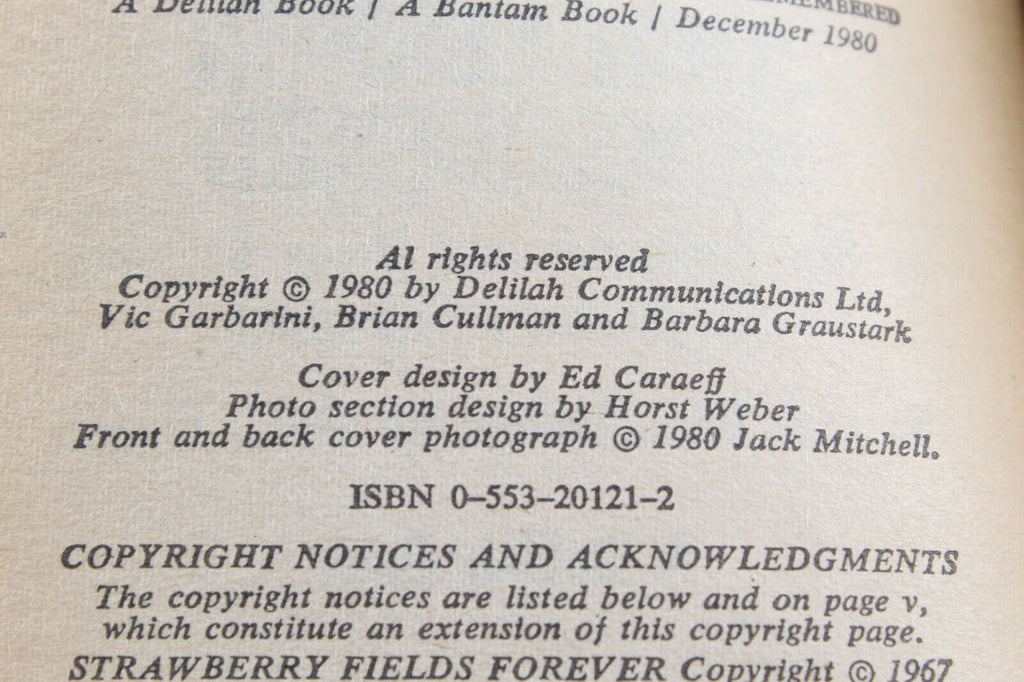 REMEMBERED
A Delilah Book / A Bantam Book / December 1980
Al rights reserved
Copyright © 1980 by Delilah Communications Ltd,
Vic Garbarini, Brian Cullman and Barbara Graustark
Cover design by Ed Caraeff
Photo section design by Horst Weber
Front and back cover photograph © 1980 Jack Mitchell.
ISBN 0–553–20121–2
COPYRIGHT NOTICES AND ACKNOWLEDGMENTS
The copyright notices are listed below and on page v,
which constitute an extension of this copyright page.
STRAWBERRY FIELDS FOREVER Copyright © 1967